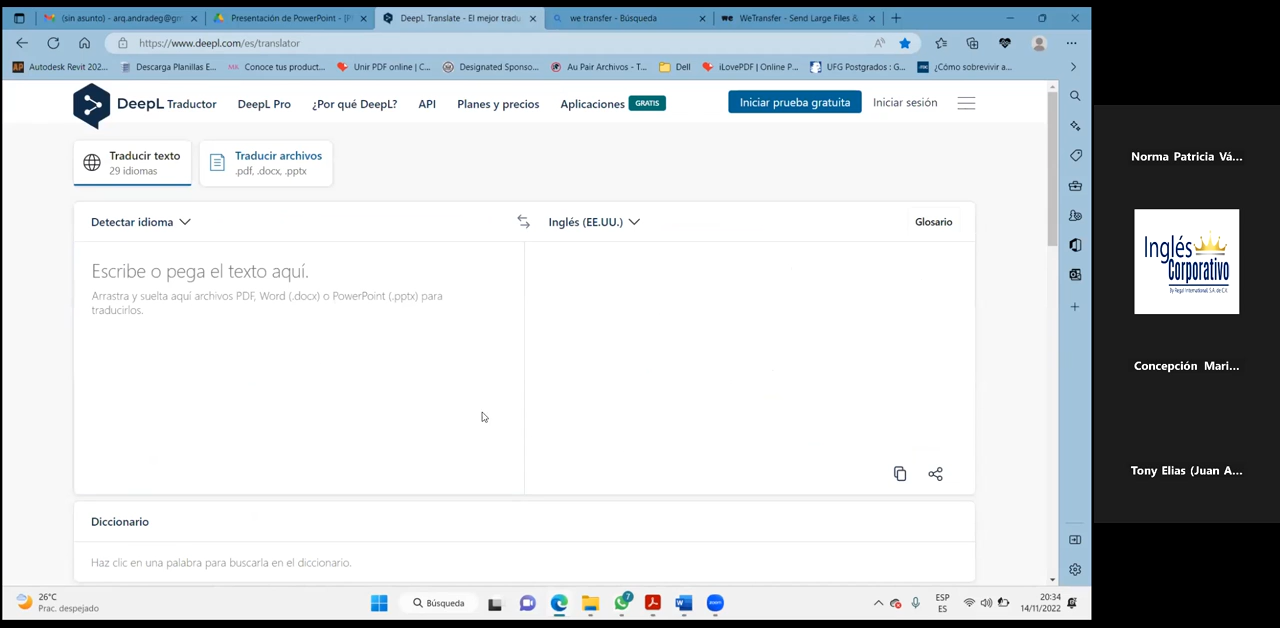 (sin asunto) - arq.andradeg@gm
Presentación de PowerPoint - [P
DeepL Translate - El mejor tradu
we transfer - Búsqueda
WeTransfer - Send Large Files &
https://www.deepl.com/es/translator
Autodesk Revit 202...
Descarga Planillas E...
Conoce tus product...
Unir PDF online | C...
Designated Sponso...
Au Pair Archivos - T...
Dell
iLovePDF | Online P...
UFG Postgrados : G...
¿Cómo sobrevivir a...
DeepL Traductor
DeepL Pro
¿Por qué DeepL?
API
Planes y precios
Aplicaciones GRATIS
Iniciar prueba gratuita
Iniciar sesión
Traducir texto
29 idiomas
Traducir archivos
.pdf, .docx, .pptx
Detectar idioma
Inglés (EE.UU.)
Glosario
Escribe o pega el texto aquí.
Arrastra y suelta aquí archivos PDF, Word (.docx) o PowerPoint (.pptx) para
traducirlos.
Diccionario
Haz clic en una palabra para buscarla en el diccionario.
26°C
Prac. despejado
Búsqueda
7
ESP
ES
20:34
14/11/2022
Norma Patricia Vá...
Inglés
Corporativo
By Regal International, S.A. de C.V.
Concepción Mari...
Tony Elias (Juan A...